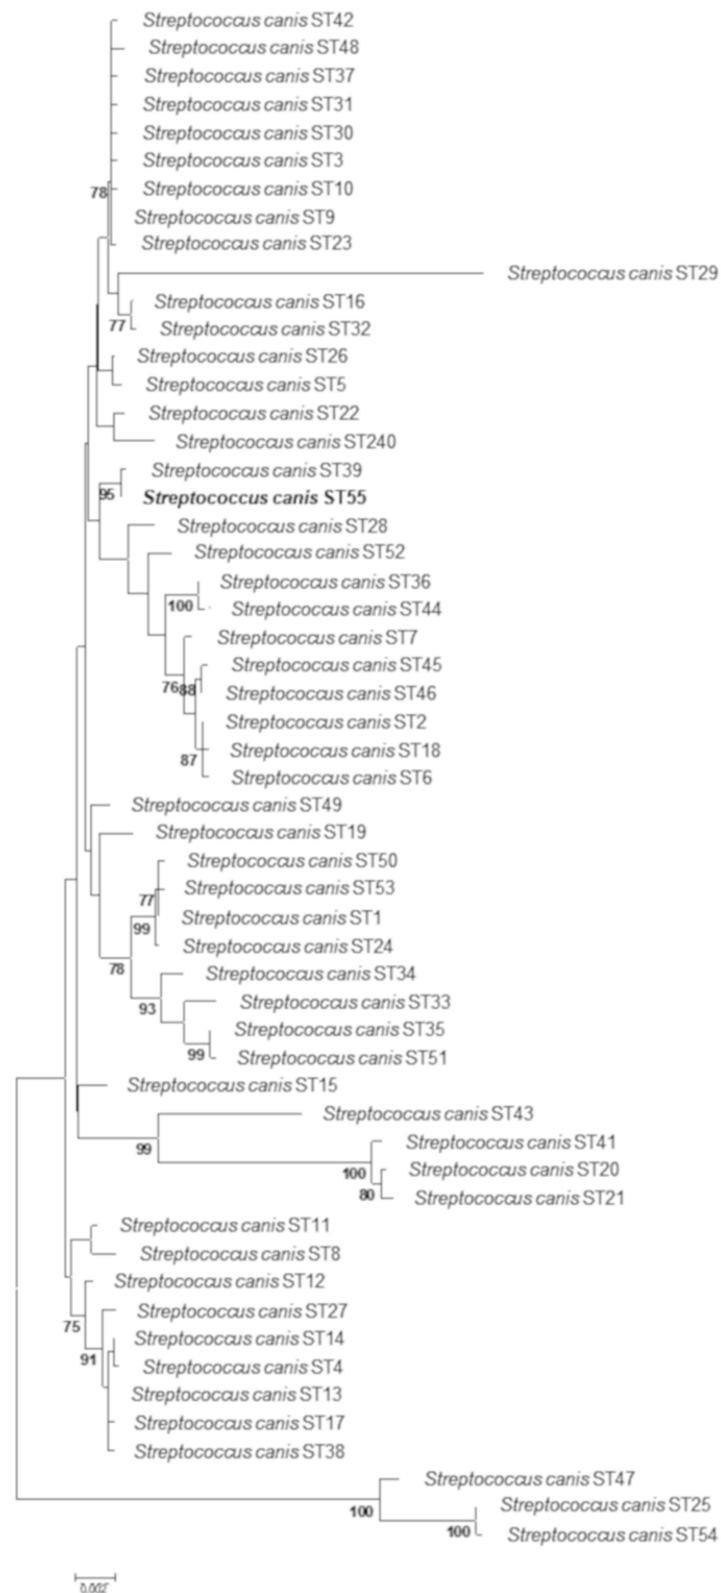 Streptococcus canis ST42
Streptococcus canis ST48
Streptococcus canis ST37
Streptococcus canis ST31
Streptococcus canis ST30
Streptococcus canis ST3
Streptococcus canis ST10
78
Streptococcus canis ST9
Streptococcus canis ST23
Streptococcus canis ST29
Streptococcus canis ST16
77
Streptococcus canis ST32
Streptococcus canis ST26
Streptococcus canis ST5
Streptococcus canis ST22
Streptococcus canis ST240
Streptococcus canis ST39
95
Streptococcus canis ST55
Streptococcus canis ST28
Streptococcus canis ST52
Streptococcus canis ST36
100
Streptococcus canis ST44
Streptococcus canis ST7
Streptococcus canis ST45
76
88
Streptococcus canis ST46
Streptococcus canis ST2
Streptococcus canis ST18
87
Streptococcus canis ST6
Streptococcus canis ST49
Streptococcus canis ST19
Streptococcus canis ST50
77
Streptococcus canis ST53
Streptococcus canis ST1
99
Streptococcus canis ST24
78
Streptococcus canis ST34
93
Streptococcus canis ST33
Streptococcus canis ST35
99
Streptococcus canis ST51
Streptococcus canis ST15
Streptococcus canis ST43
99
Streptococcus canis ST41
100
Streptococcus canis ST20
80
Streptococcus canis ST21
Streptococcus canis ST11
Streptococcus canis ST8
Streptococcus canis ST12
75
Streptococcus canis ST27
Streptococcus canis ST14
91
Streptococcus canis ST4
Streptococcus canis ST13
Streptococcus canis ST17
Streptococcus canis ST38
Streptococcus canis ST47
100
Streptococcus canis ST25
100
Streptococcus canis ST54